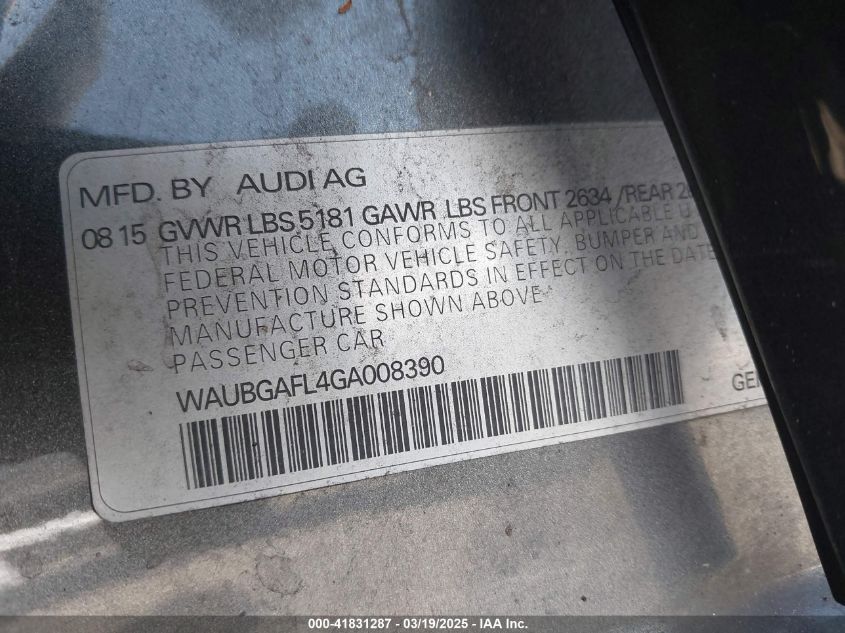 MFD. BY AUDI AG
08 15 GVWR LBS 5181 GAWR LBS FRONT 2634 /REAR
THIS VEHICLE CONFORMS TO ALL APPLICABLE U
FEDERAL MOTOR VEHICLE SAFETY, BUMPER AND
PREVENTION STANDARDS IN EFFECT ON THE DATE
MANUFACTURE SHOWN ABOVE
PASSENGER CAR
WAUBGAFL4GA008390
000-41831287 - 03/19/2025 - IAA Inc.